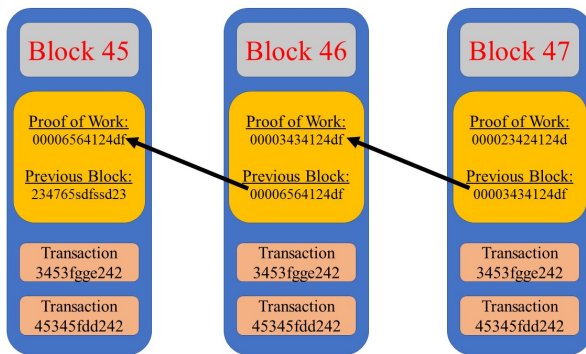 Block 45
Proof of Work:
00006564124df
Previous Block:
234765sdfssd23
Transaction
3453fgge242
Transaction
45345fdd242
Block 46
Proof of Work:
00003434124df
Previous Block:
00006564124df
Transaction
3453fgge242
Transaction
45345fdd242
Block 47
Proof of Work:
000023424124d
Previous Block:
00003434124df
Transaction
3453fgge242
Transaction
45345fdd242